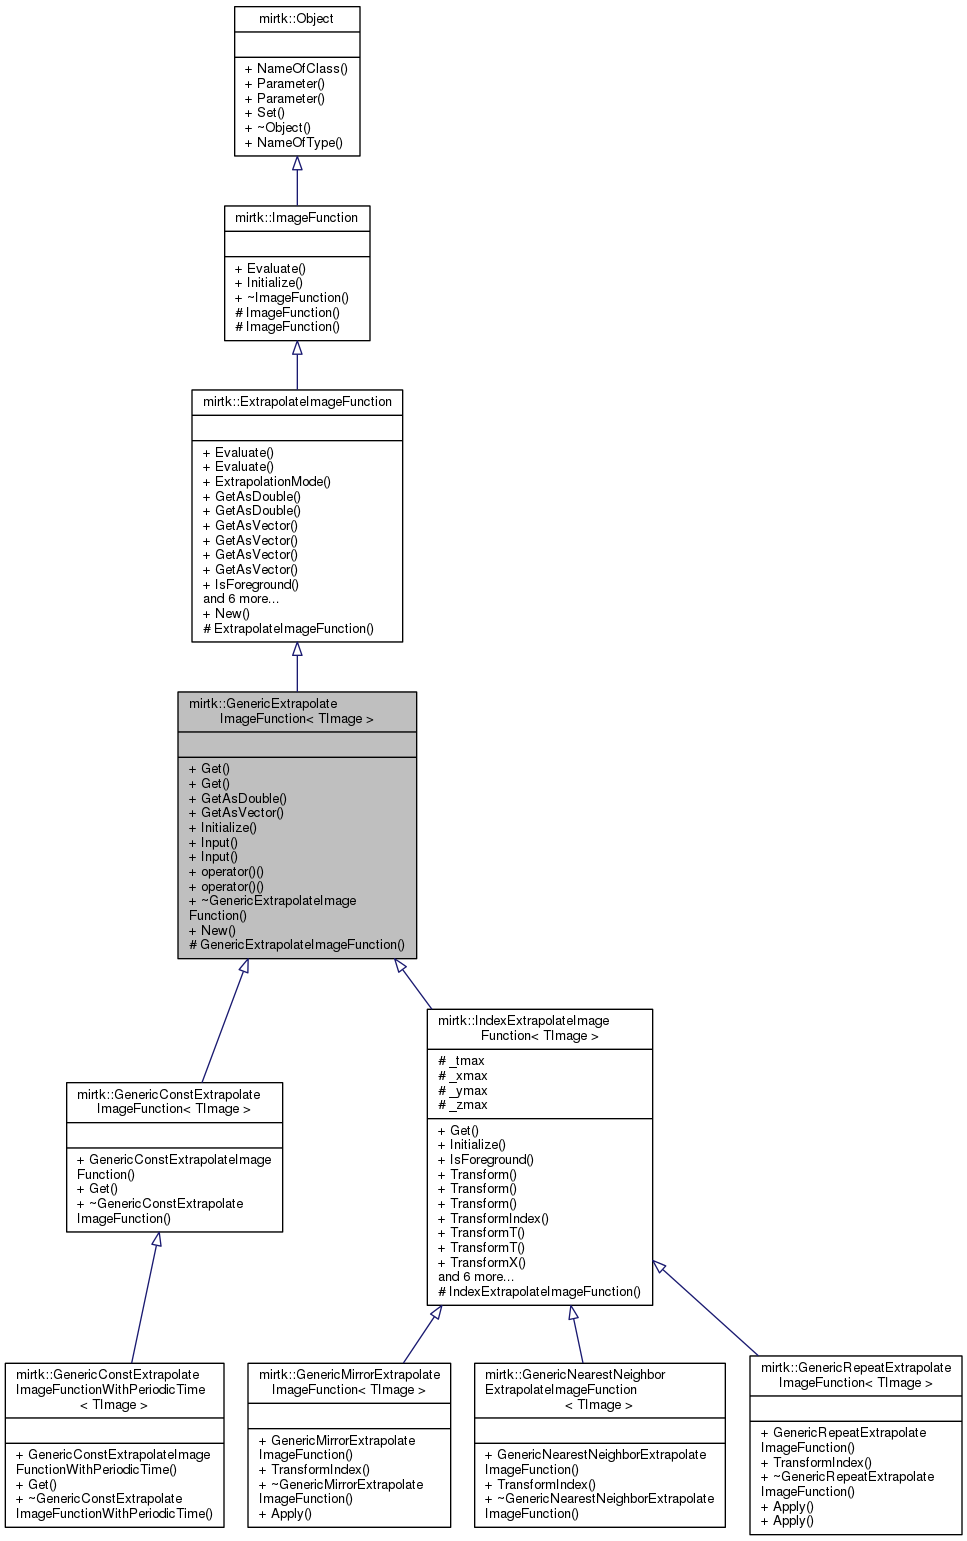 mirtk::Object
+ NameOfClass()
+ Parameter()
+ Parameter()
+ Set()
+ ~Object()
+ NameOfType()
mirtk::ImageFunction
+ Evaluate()
+ Initialize()
+ ~ImageFunction()
# ImageFunction()
# ImageFunction()
mirtk::ExtrapolateImageFunction
+ Evaluate()
+ Evaluate()
+ ExtrapolationMode()
+ GetAsDouble()
+ GetAsDouble()
+ GetAsVector()
+ GetAsVector()
+ GetAsVector()
+ GetAsVector()
+ IsForeground()
and 6 more...
+ New()
# ExtrapolateImageFunction()
mirtk::GenericExtrapolate
ImageFunction< TImage >
+ Get()
+ Get()
+ GetAsDouble()
+ GetAsVector()
+ Initialize()
+ Input()
+ Input()
+ operator()()
+ operator()()
+ ~GenericExtrapolateImage
Function()
+ New()
# GenericExtrapolateImageFunction()
mirtk::GenericConstExtrapolate
ImageFunction< TImage >
+ GenericConstExtrapolateImage
Function()
+ Get()
+ ~GenericConstExtrapolate
ImageFunction()
mirtk::IndexExtrapolateImage
Function< TImage >
# _tmax
# _xmax
# _ymax
# _zmax
+ Get()
+ Initialize()
+ IsForeground()
+ Transform()
+ Transform()
+ Transform()
+ TransformIndex()
+ TransformT()
+ TransformT()
+ TransformX()
and 6 more...
# IndexExtrapolateImageFunction()
mirtk::GenericConstExtrapolate
ImageFunctionWithPeriodicTime
< TImage >
+ GenericConstExtrapolateImage
FunctionWithPeriodicTime()
+ Get()
+ ~GenericConstExtrapolate
ImageFunctionWithPeriodicTime()
mirtk::GenericMirrorExtrapolate
ImageFunction< TImage >
+ GenericMirrorExtrapolate
ImageFunction()
+ TransformIndex()
+ ~GenericMirrorExtrapolate
ImageFunction()
+ Apply()
mirtk::GenericNearestNeighbor
ExtrapolateImageFunction
< TImage >
+ GenericNearestNeighborExtrapolate
ImageFunction()
+ TransformIndex()
+ ~GenericNearestNeighborExtrapolate
ImageFunction()
mirtk::GenericRepeatExtrapolate
ImageFunction< TImage >
+ GenericRepeatExtrapolate
ImageFunction()
+ TransformIndex()
+ ~GenericRepeatExtrapolate
ImageFunction()
+ Apply()
+ Apply()